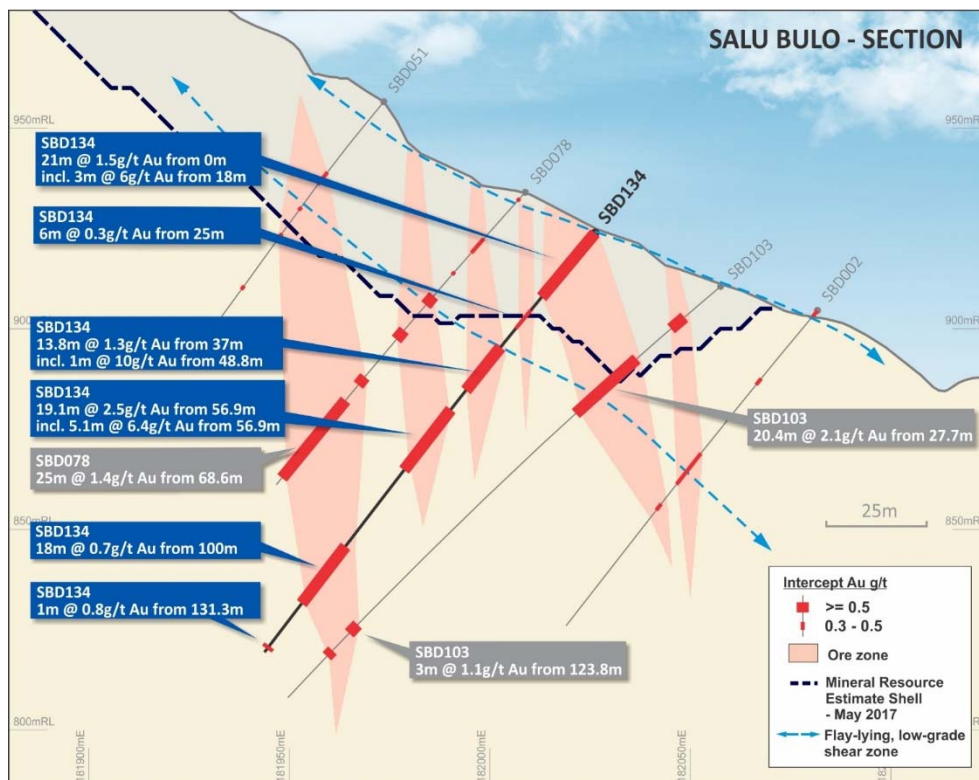 SALU BULO - SECTION
SBD051
950mRL
950mRL
SBD134
21m @ 1.5g/t Au from 0m
incl. 3m @ 6g/t Au from 18m
SBD078
SBD134
SBD134
6m @ 0.3g/t Au from 25m
SBD103
SBD002
900mRL
900mRL
SBD134
13.8m @ 1.3g/t Au from 37m
incl. 1m @ 10g/t Au from 48.8m
SBD134
19.1m @ 2.5g/t Au from 56.9m
incl. 5.1m @ 6.4g/t Au from 56.9m
SBD103
20.4m @ 2.1g/t Au from 27.7m
SBD078
25m @ 1.4g/t Au from 68.6m
25m
850mRL
850mRL
SBD134
18m @ 0.7g/t Au from 100m
SBD134
1m @ 0.8g/t Au from 131.3m
SBD103
3m @ 1.1g/t Au from 123.8m
Intercept Au g/t
>= 0.5
0.3 - 0.5
Ore zone
Mineral Resource
Estimate Shell
- May 2017
Flay-lying, low-grade
shear zone
800mRL
181900mE
181950mE
182000mE
182050mE